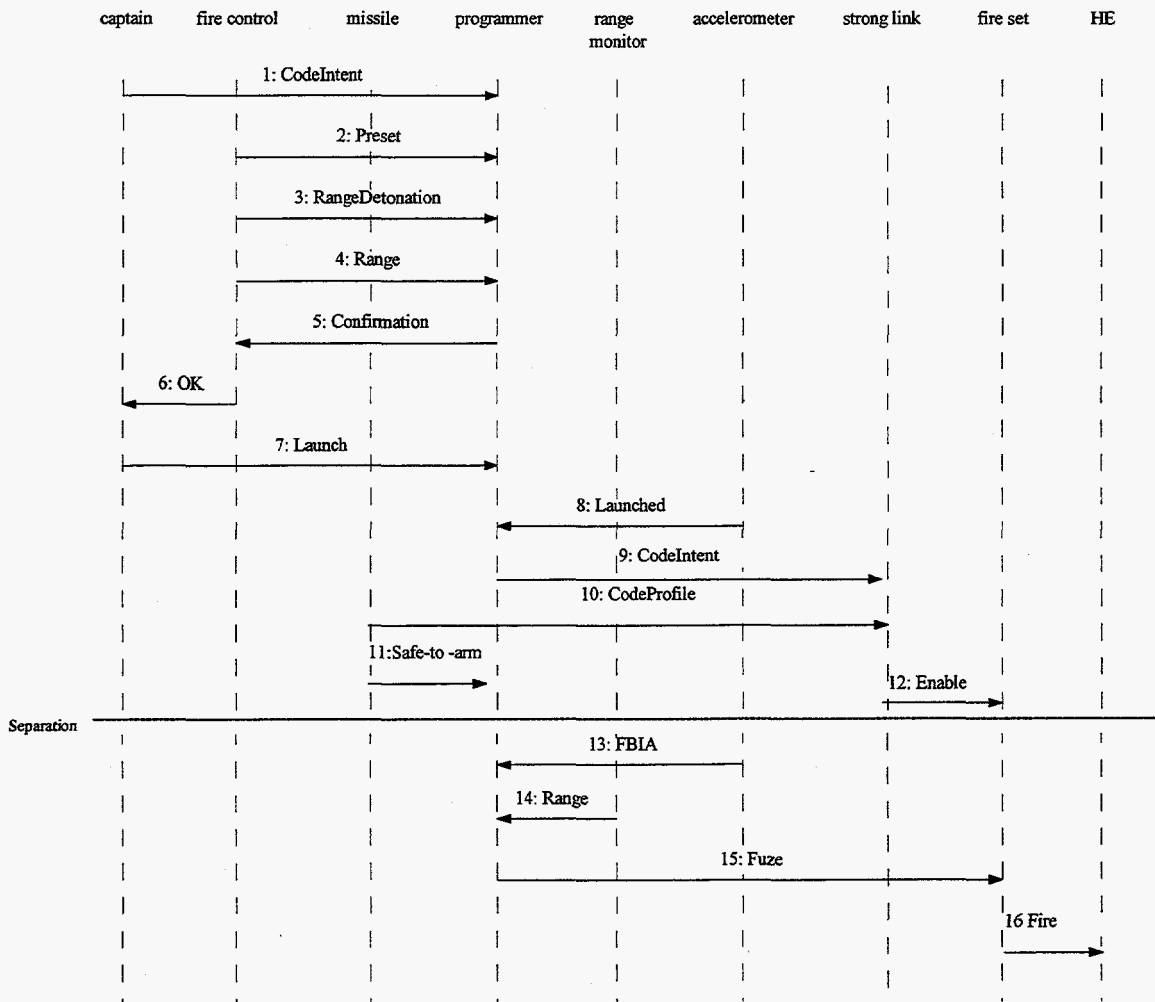 captain fire control missile programmer range monitor accelerometer strong link fire set HE
1: CodeIntent
2: Preset
3: RangeDetonation
4: Range
5: Confirmation
6: OK
7: Launch
8: Launched
9: CodeIntent
10: CodeProfile
11:Safe-to -arm
12: Enable
Separation
13: FBIA
14: Range
15: Fuze
16 Fire